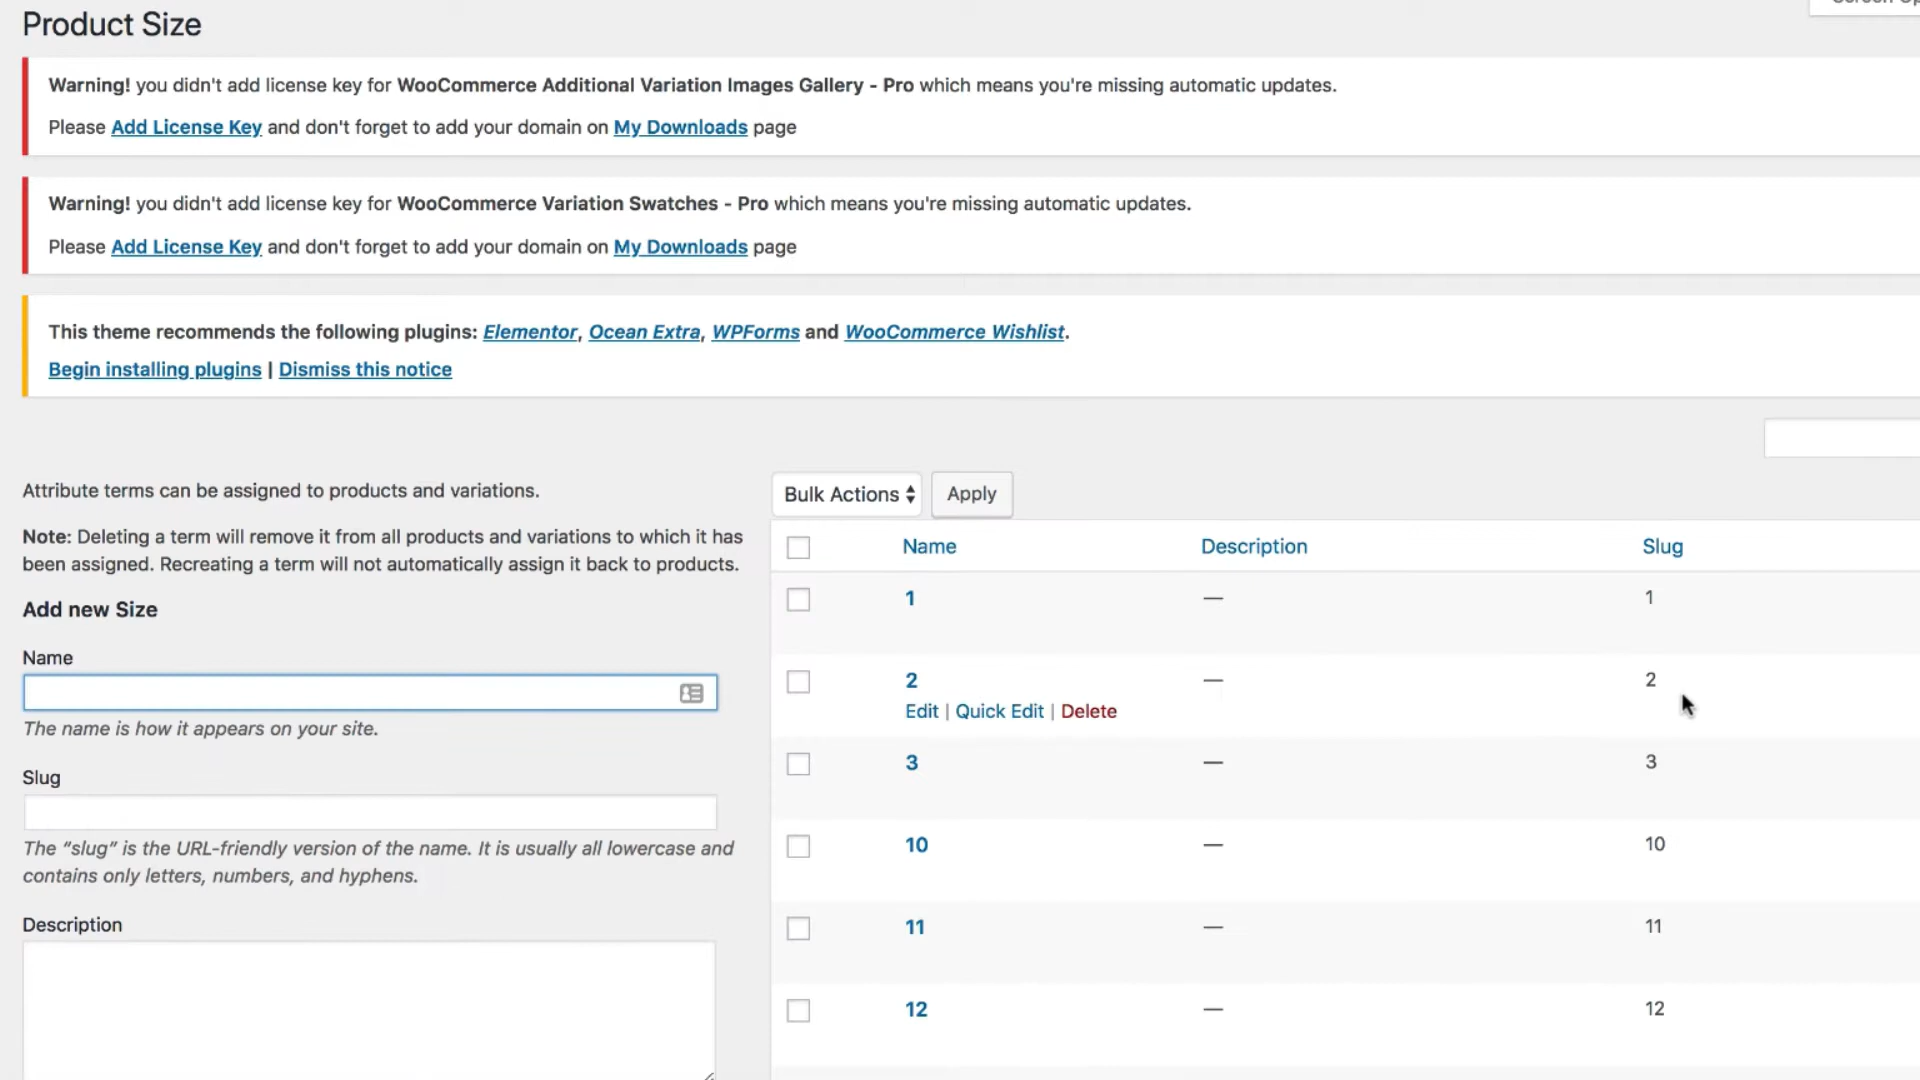 Product Size
Warning! you didn't add license key for WooCommerce Additional Variation Images Gallery - Pro which means you're missing automatic updates.
Please Add License Key and don't forget to add your domain on My Downloads page
Warning! you didn't add license key for WooCommerce Variation Swatches - Pro which means you're missing automatic updates.
Please Add License Key and don't forget to add your domain on My Downloads page
This theme recommends the following plugins: Elementor, Ocean Extra, WPForms and WooCommerce Wishlist.
Begin installing plugins | Dismiss this notice
Attribute terms can be assigned to products and variations.
Note: Deleting a term will remove it from all products and variations to which it has
been assigned. Recreating a term will not automatically assign it back to products.
Add new Size
Name
The name is how it appears on your site.
Slug
The “slug” is the URL-friendly version of the name. It is usually all lowercase and
contains only letters, numbers, and hyphens.
Description
Bulk Actions Apply
Name Description Slug
1 — 1
2 — 2
Edit | Quick Edit | Delete
3 — 3
10 — 10
11 — 11
12 — 12